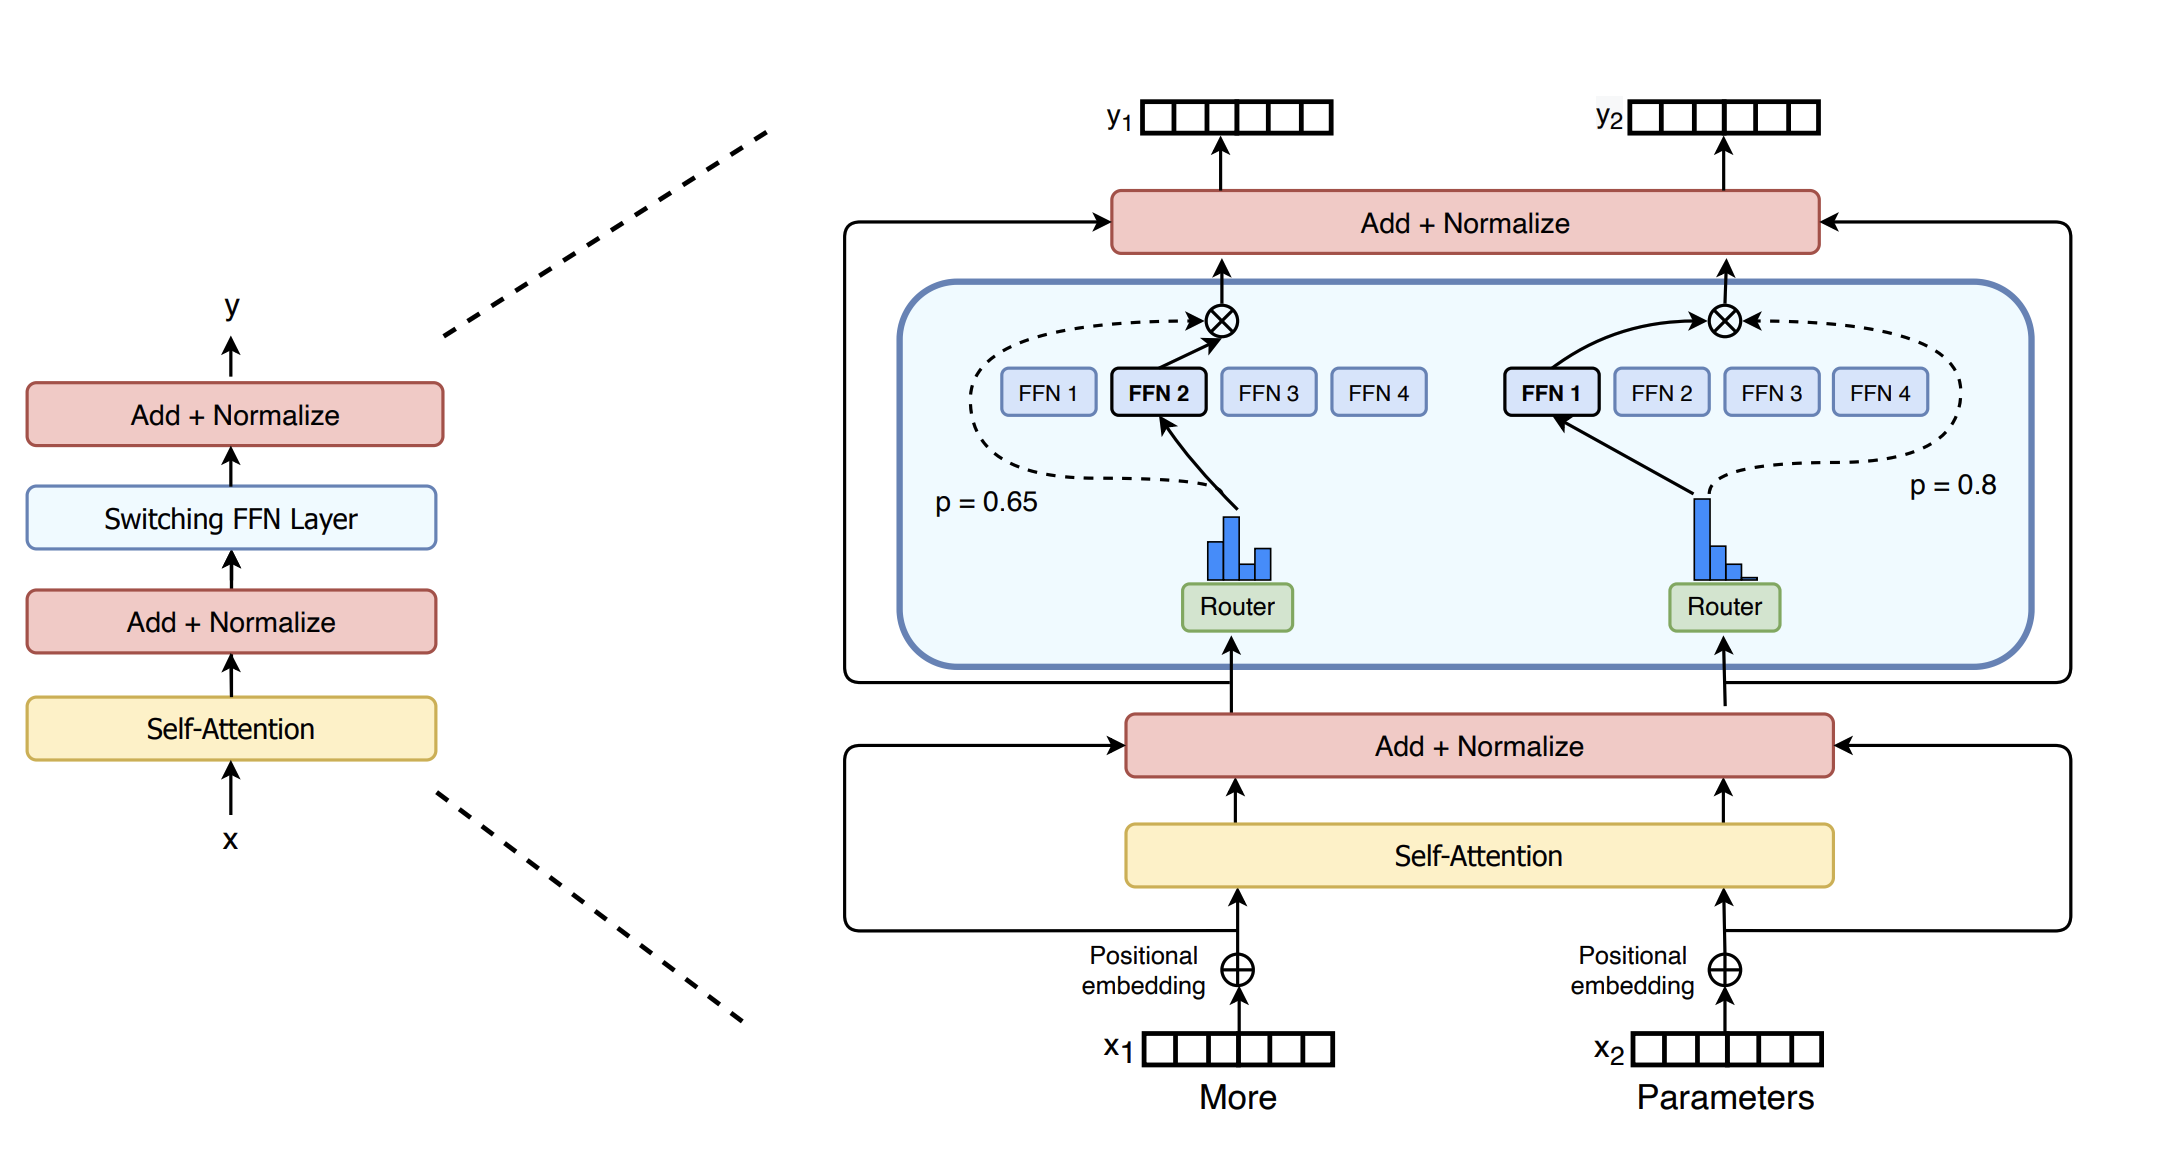 y
Add + Normalize
Switching FFN Layer
Add + Normalize
Self-Attention
x
y1
y2
Add + Normalize
FFN 1 FFN 2 FFN 3 FFN 4
FFN 1 FFN 2 FFN 3 FFN 4
p = 0.65
p = 0.8
Router
Router
Add + Normalize
Self-Attention
Positional
embedding
Positional
embedding
x1
x2
More
Parameters